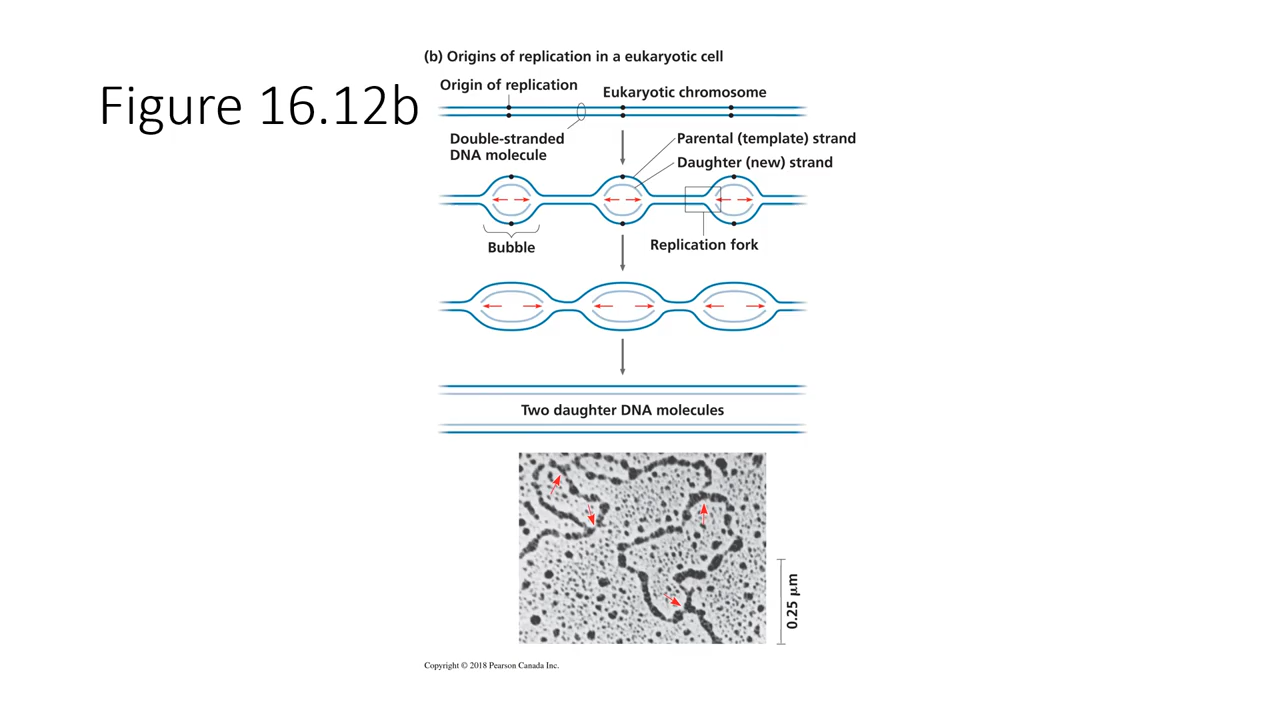 (b) Origins of replication in a eukaryotic cell
Figure 16.12b
Origin of replication
Eukaryotic chromosome
Double-stranded
DNA molecule
Parental (template) strand
Daughter (new) strand
Bubble
Replication fork
Two daughter DNA molecules
0.25 μm
Copyright © 2018 Pearson Canada Inc.